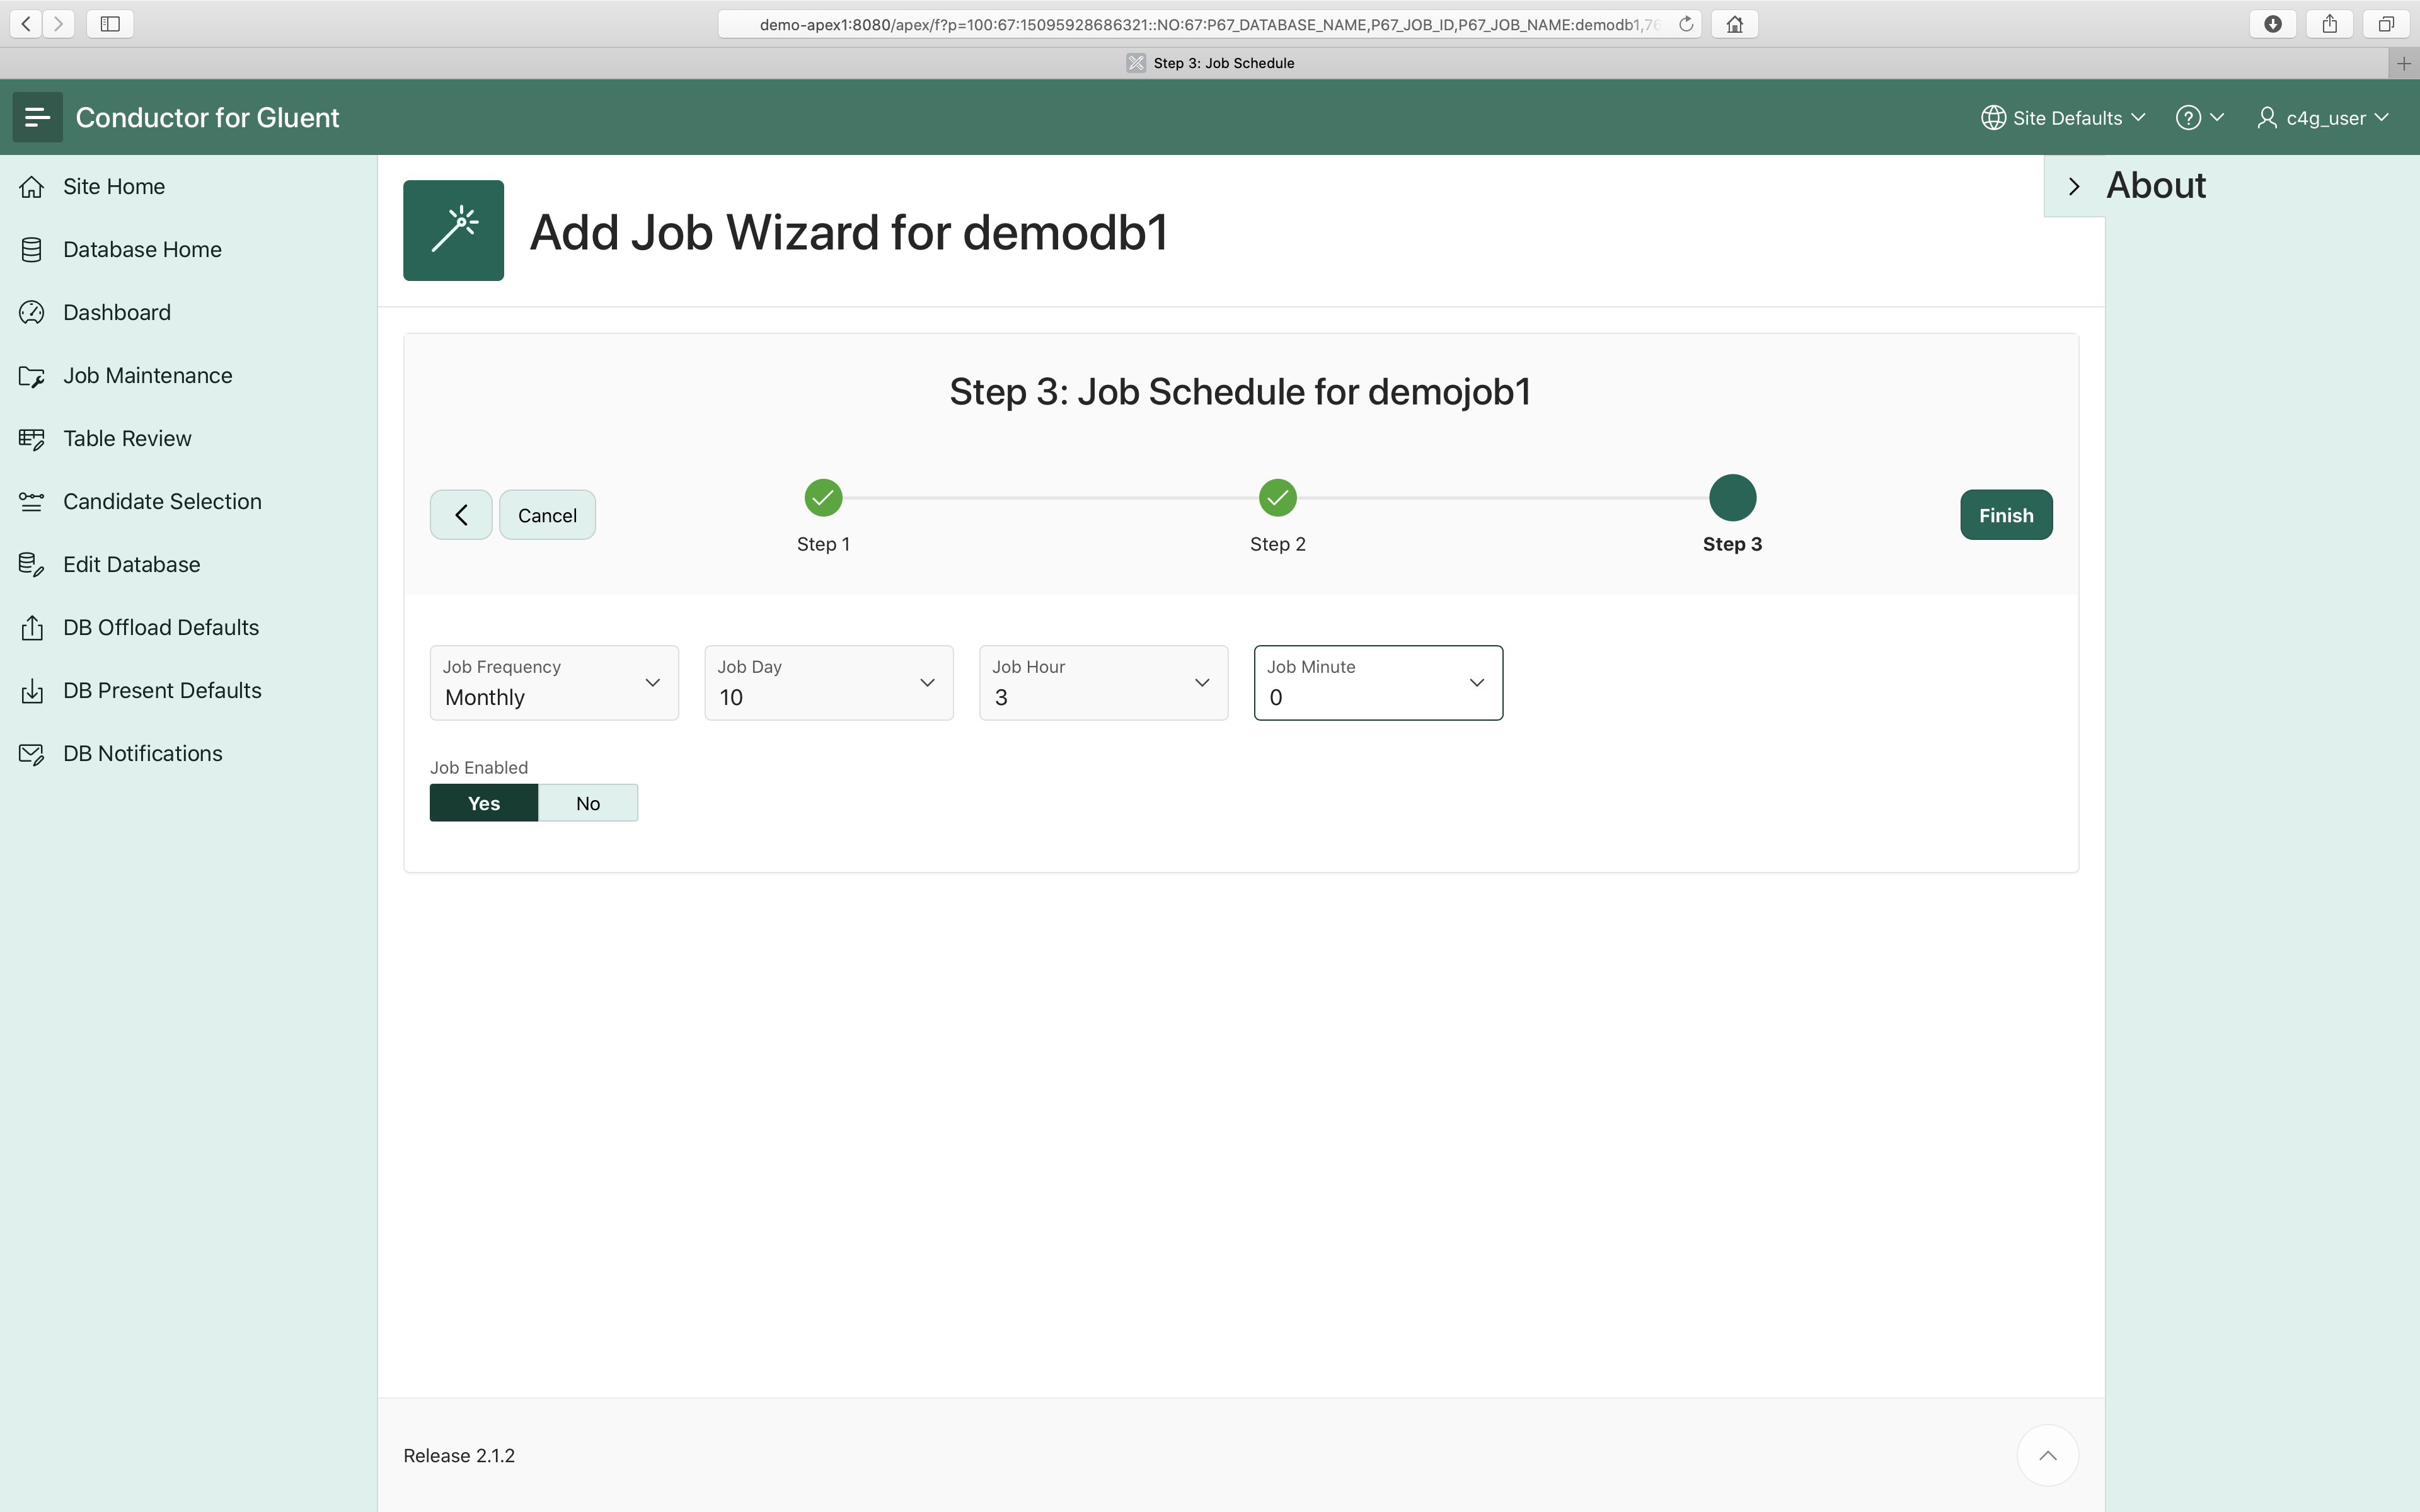 demo-apex1:8080/apex/f?p=100:67:15095928686321::NO:67:P67_DATABASE_NAME,P67_JOB_ID,P67_JOB_NAME:demodb1,76
Step 3: Job Schedule
Conductor for Gluent
Site Defaults
?
c4g_user
Site Home
Database Home
Dashboard
Job Maintenance
Table Review
Candidate Selection
Edit Database
DB Offload Defaults
DB Present Defaults
DB Notifications
Add Job Wizard for demodb1
About
Step 3: Job Schedule for demojob1
Cancel
Step 1
Step 2
Step 3
Finish
Job Frequency
Monthly
Job Day
10
Job Hour
3
Job Minute
0
Job Enabled
Yes
No
Release 2.1.2